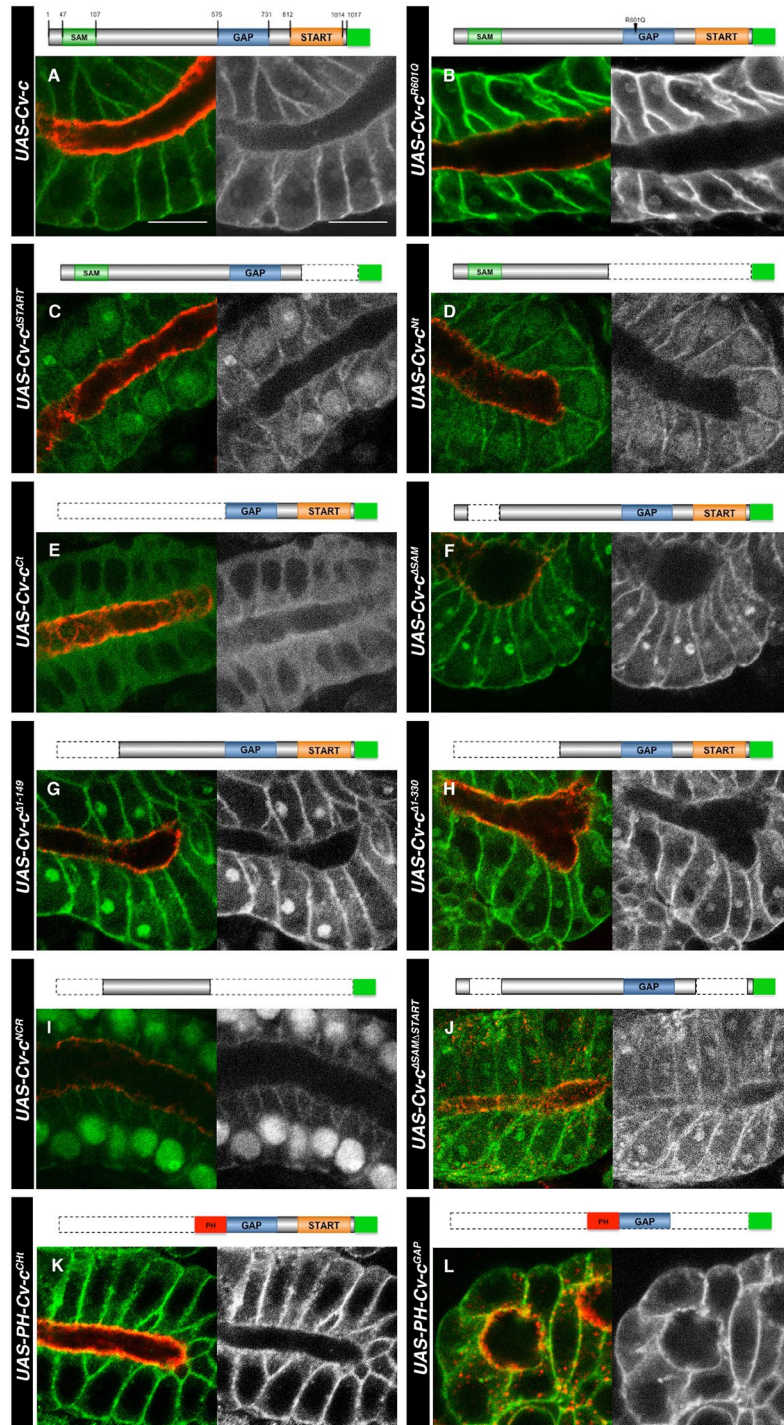 1 47 107 575 731 812 1014 1017
SAM GAP START
UAS-Cv-c
A
R601Q
SAM GAP START
UAS-Cv-c^R601Q
B
SAM GAP
UAS-Cv-c^ΔSTART
C
SAM
UAS-Cv-c^Nt
D
GAP START
UAS-Cv-c^Ct
E
GAP START
UAS-Cv-c^ΔSAM
F
GAP START
UAS-Cv-c^Δ1-149
G
GAP START
UAS-Cv-c^Δ1-330
H
UAS-Cv-c^NCR
I
GAP
UAS-Cv-c^ΔSAMΔSTART
J
PH GAP START
UAS-PH-Cv-c^CHt
K
PH GAP
UAS-PH-Cv-c^GAP
L